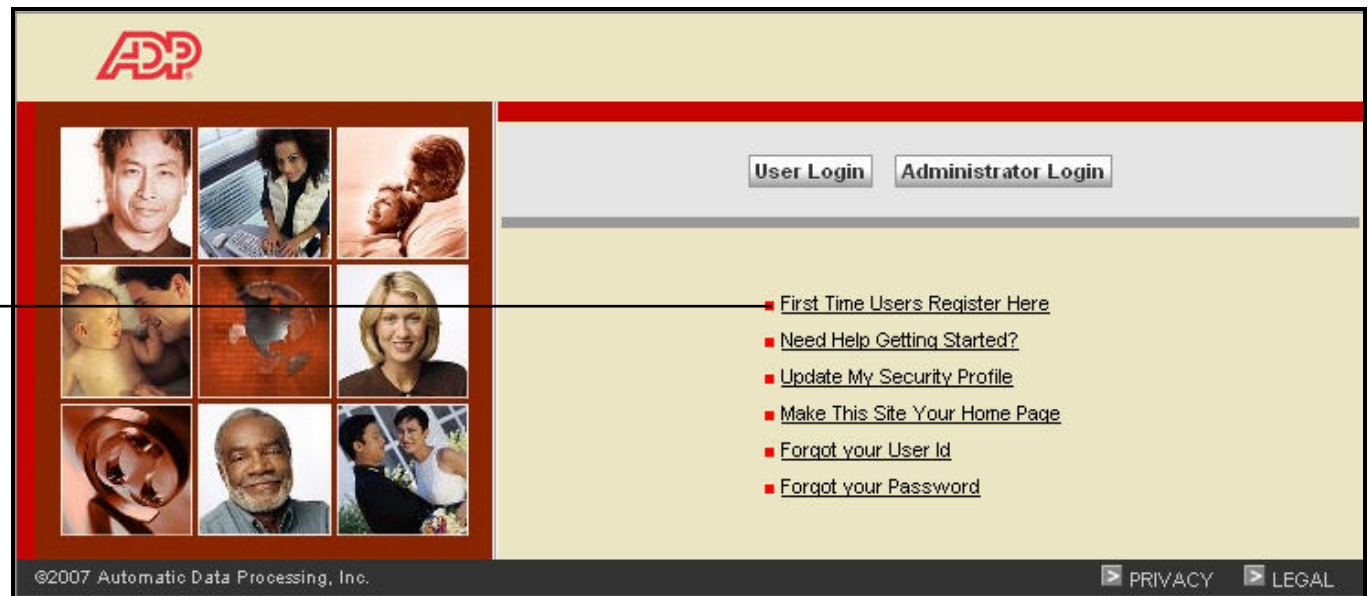 ADP
User Login Administrator Login
First Time Users Register Here
Need Help Getting Started?
Update My Security Profile
Make This Site Your Home Page
Forgot your User Id
Forgot your Password
©2007 Automatic Data Processing, Inc. PRIVACY LEGAL